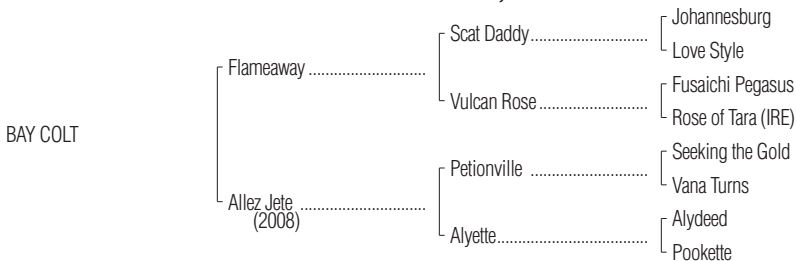 Johannesburg
Scat Daddy..............................
Love Style
Flameaway ..............................
Fusaichi Pegasus
Vulcan Rose............................
Rose of Tara (IRE)
BAY COLT
Seeking the Gold
Petionville ..............................
Vana Turns
Allez Jete ................................
(2008)
Alydeed
Alyette......................................
Pookette